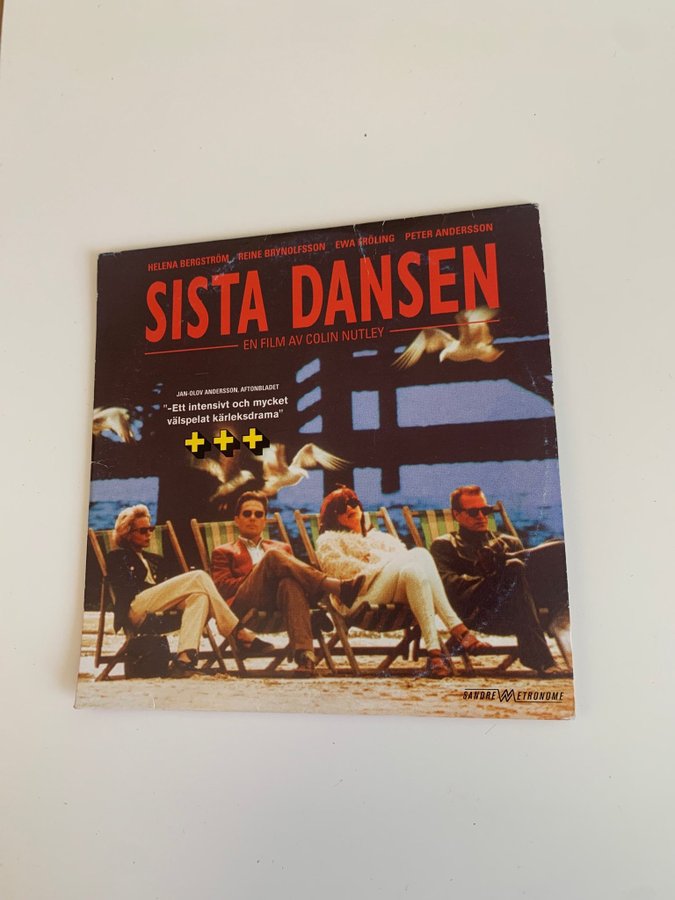 HELENA BERGSTRÖM REINE BRYNOLFSSON EWA FRÖLING PETER ANDERSSON
SISTA DANSEN
EN FILM AV COLIN NUTLEY
JAN-OLOV ANDERSSON, AFTONBLADET
"-Ett intensivt och mycket
välspelat kärleksdrama"
+++
SANDREW METRONOME